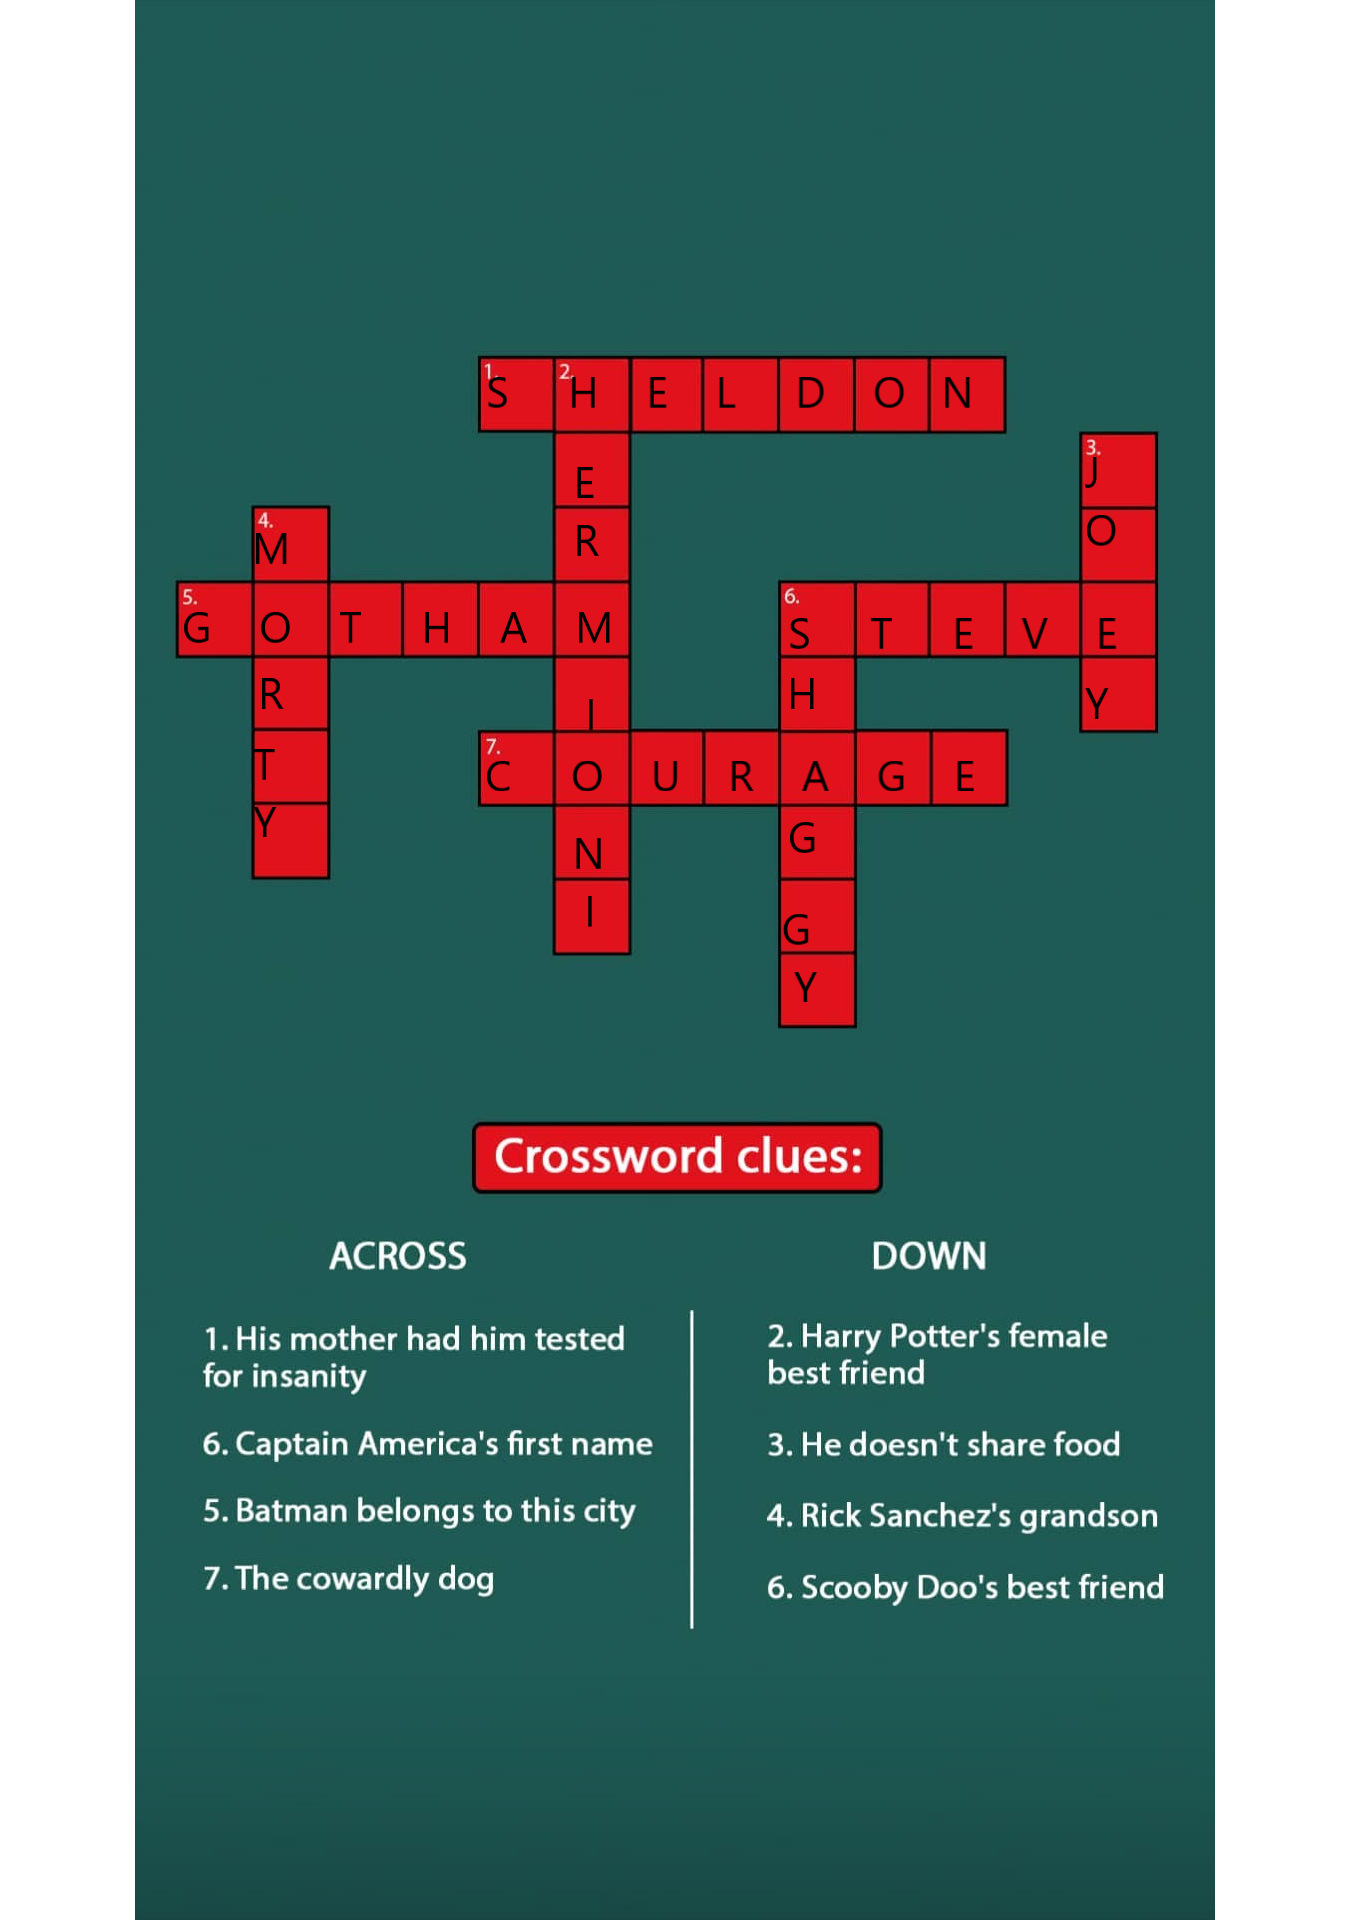 1. S 2. H E L D O N
3. J
E
4. M R O
5. G O T H A M 6. S T E V E
R I H Y
T 7. C O U R A G E
Y N G
I G
Y
Crossword clues:
ACROSS
1. His mother had him tested
for insanity
6. Captain America's first name
5. Batman belongs to this city
7. The cowardly dog
DOWN
2. Harry Potter's female
best friend
3. He doesn't share food
4. Rick Sanchez's grandson
6. Scooby Doo's best friend